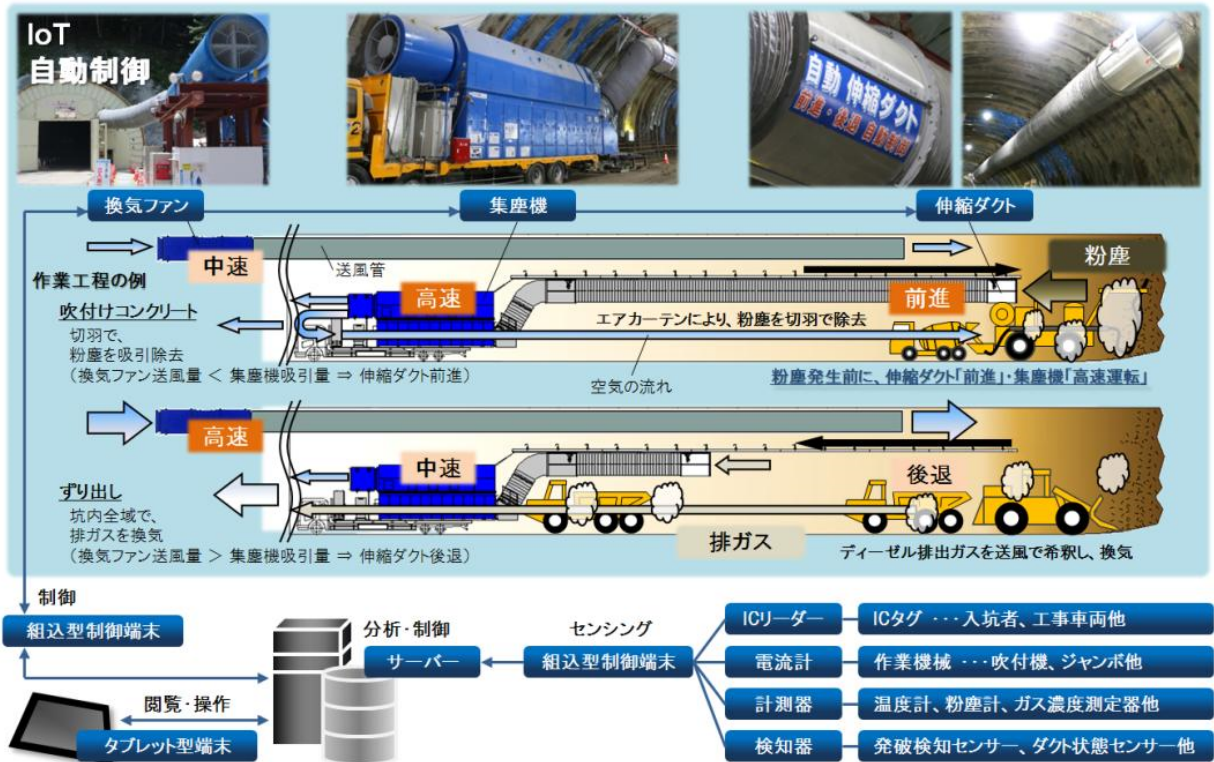 IoT
自動制御
自動 伸縮ダクト
前進・後退 自動制御
換気ファン
集塵機
伸縮ダクト
中速
送風管
粉塵
作業工程の例
吹付けコンクリート
切羽で、
粉塵を吸引除去
(換気ファン送風量 < 集塵機吸引量 ⇒ 伸縮ダクト前進)
高速
前進
エアカーテンにより、粉塵を切羽で除去
空気の流れ
粉塵発生前に、伸縮ダクト「前進」・集塵機「高速運転」
高速
中速
後退
ずり出し
坑内全域で、
排ガスを換気
(換気ファン送風量 > 集塵機吸引量 ⇒ 伸縮ダクト後退)
排ガス
ディーゼル排出ガスを送風で希釈し、換気
制御
組込型制御端末
分析・制御
サーバー
センシング
組込型制御端末
閲覧・操作
タブレット型端末
ICリーダー
ICタグ ・・・入坑者、工事車両他
電流計
作業機械 ・・・吹付機、ジャンボ他
計測器
温度計、粉塵計、ガス濃度測定器他
検知器
発破検知センサー、ダクト状態センサー他